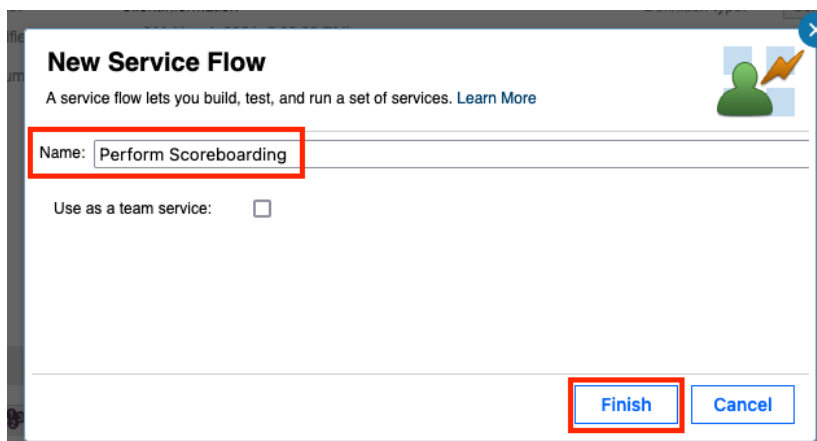 New Service Flow
A service flow lets you build, test, and run a set of services. Learn More
Name: Perform Scoreboarding
Use as a team service:
Finish Cancel